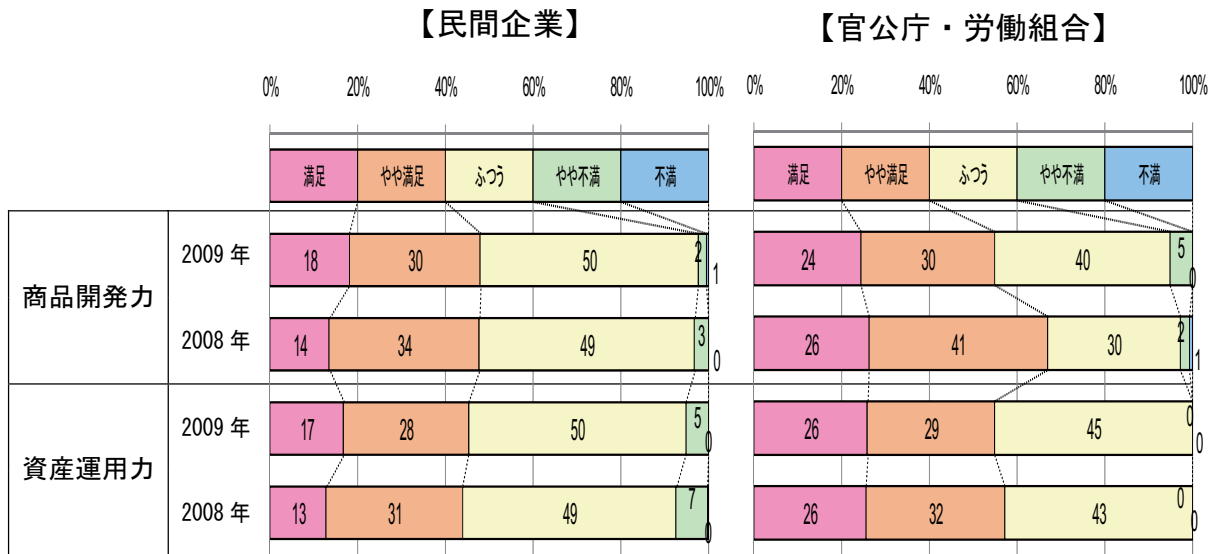 【民間企業】 【官公庁・労働組合】
0% 20% 40% 60% 80% 100% 0% 20% 40% 60% 80% 100%
満足 やや満足 ふつう やや不満 不満 満足 やや満足 ふつう やや不満 不満
商品開発力
2009 年 18 30 50 2 1 24 30 40 5 0
2008 年 14 34 49 3 0 26 41 30 2 1
資産運用力
2009 年 17 28 50 5 0 26 29 45 0 0
2008 年 13 31 49 7 0 26 32 43 0 0